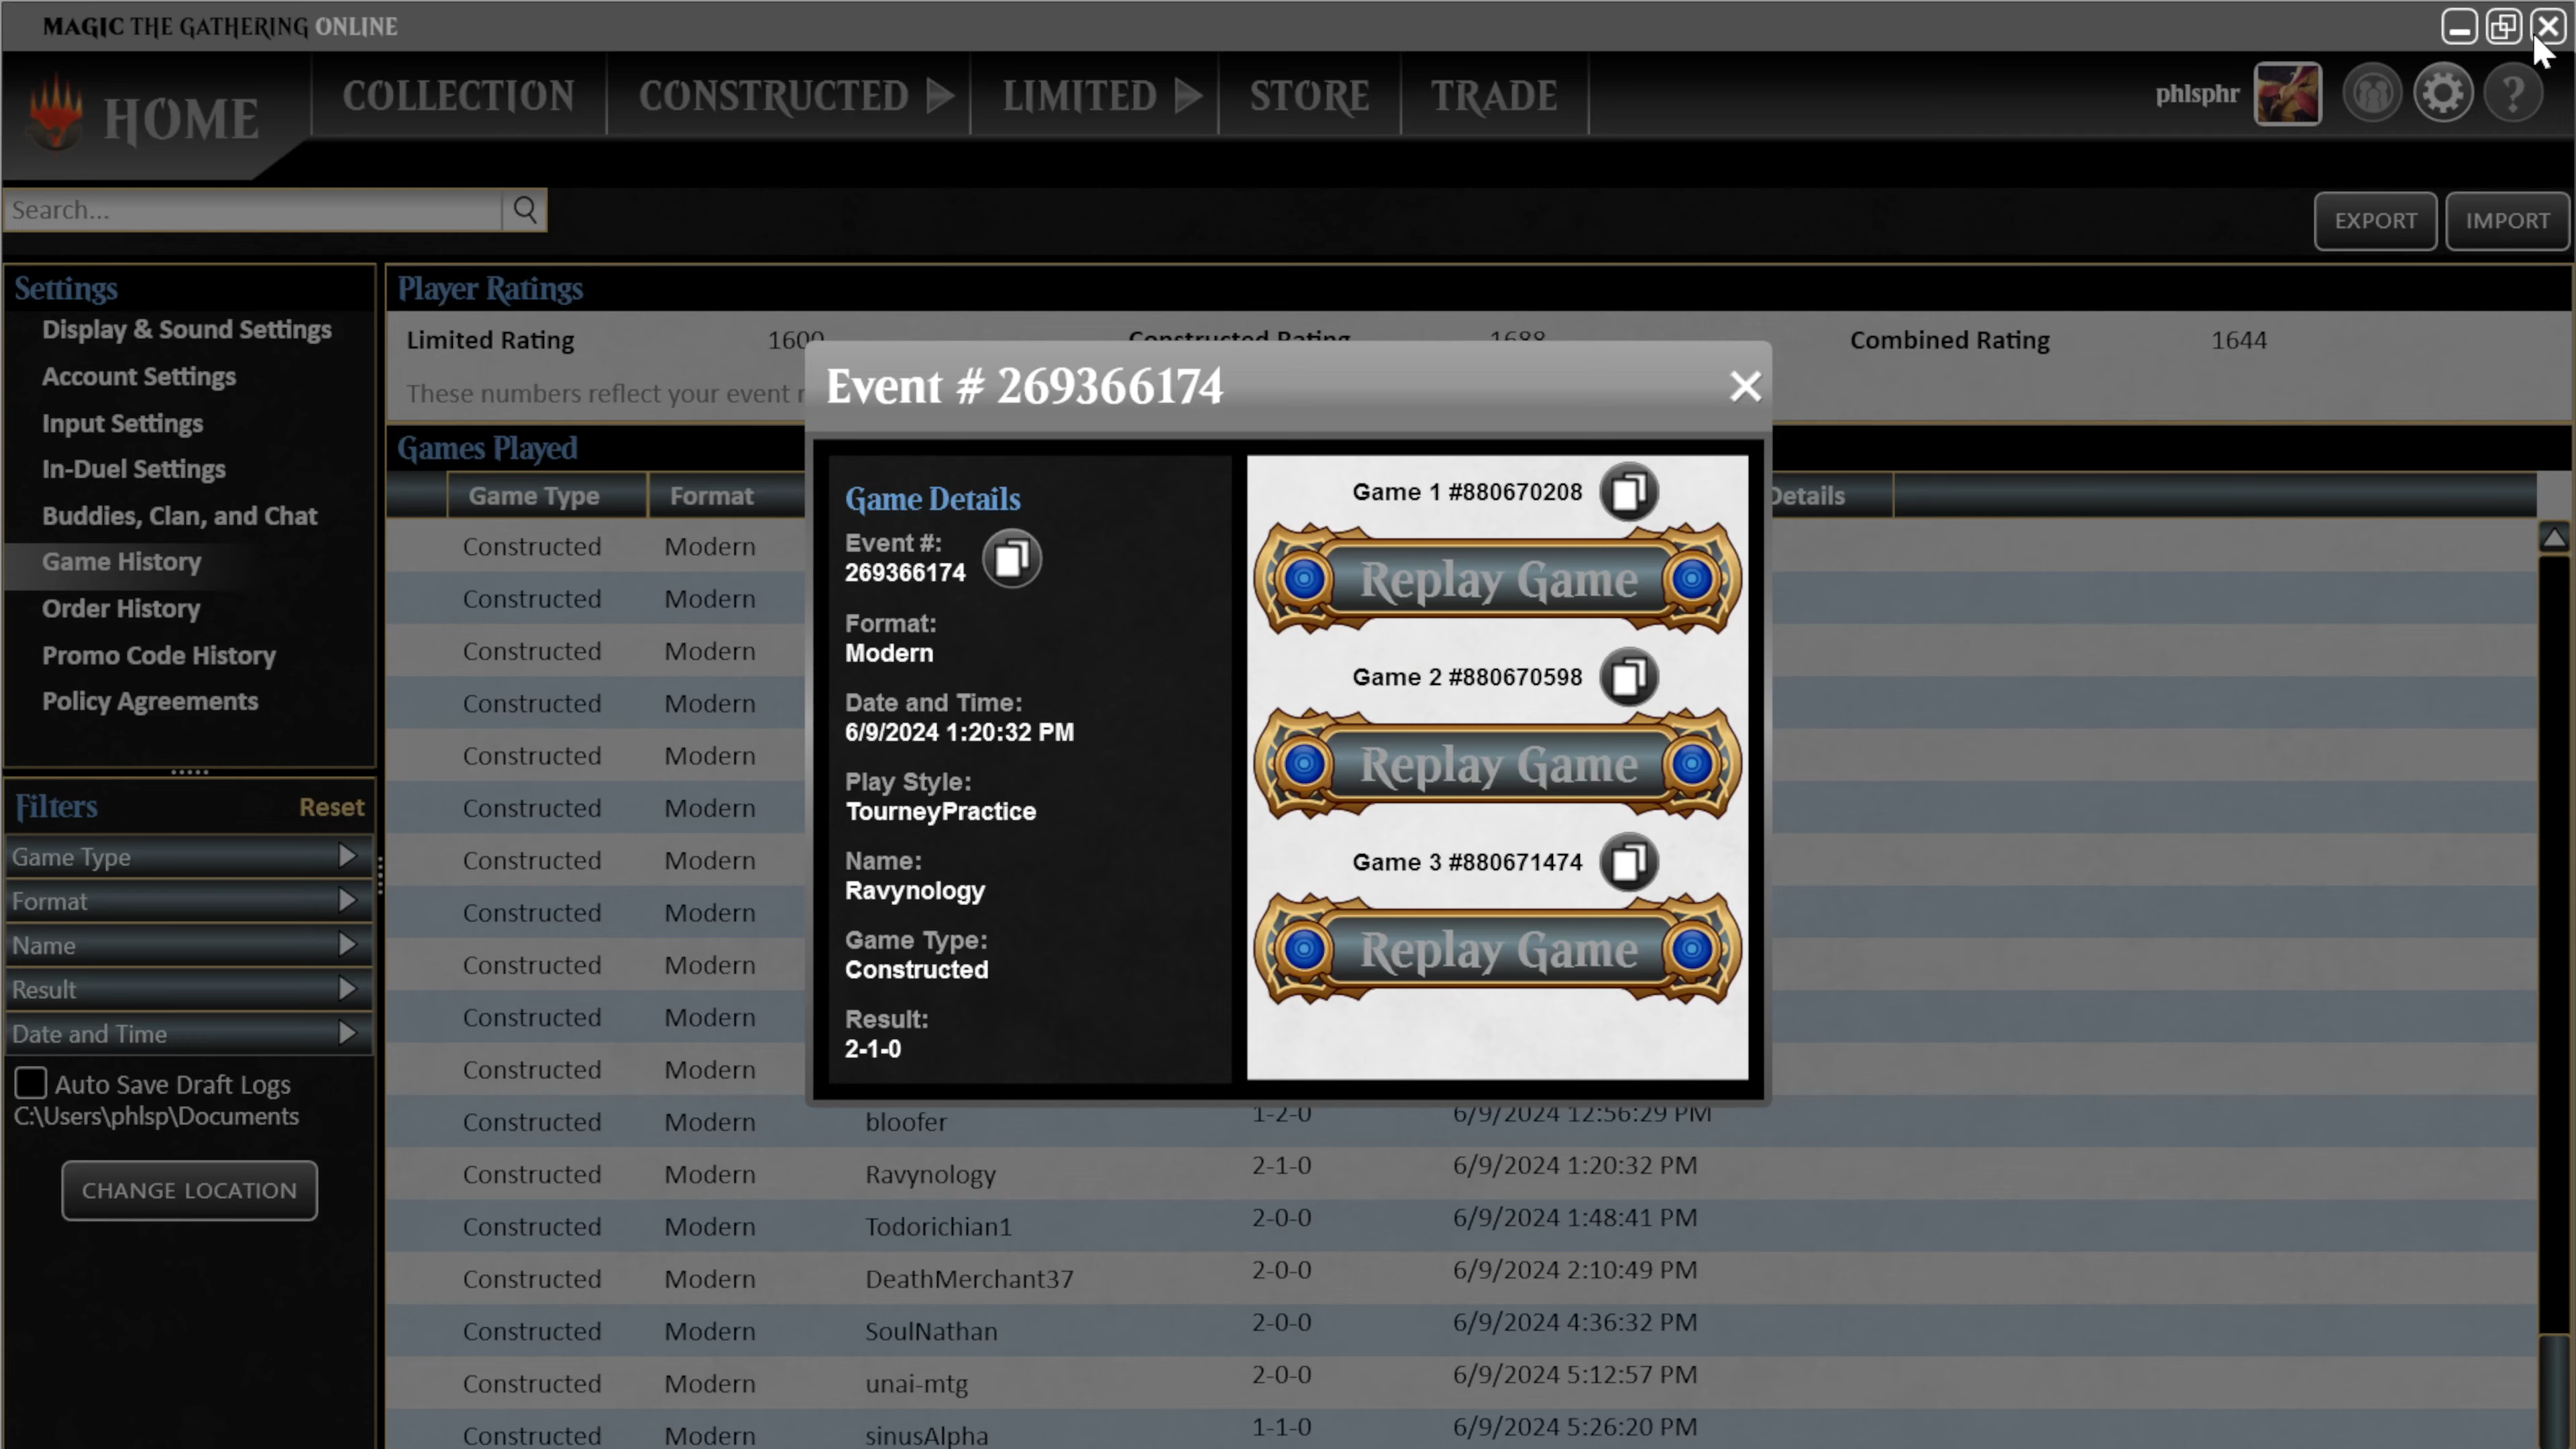 MAGIC THE GATHERING ONLINE
HOME
COLLECTION
CONSTRUCTED
LIMITED
STORE
TRADE
phlsphr
?
Search...
EXPORT
IMPORT
Settings
Display & Sound Settings
Account Settings
Input Settings
In-Duel Settings
Buddies, Clan, and Chat
Game History
Order History
Promo Code History
Policy Agreements
Filters
Reset
Game Type
Format
Name
Result
Date and Time
Auto Save Draft Logs
C:\Users\phlsp\Documents
CHANGE LOCATION
Player Ratings
Limited Rating 1600 Constructed Rating 1688 Combined Rating 1644
These numbers reflect your event
Games Played
Game Type Format Details
Constructed Modern
Constructed Modern
Constructed Modern
Constructed Modern
Constructed Modern
Constructed Modern
Constructed Modern
Constructed Modern
Constructed Modern
Constructed Modern
Constructed Modern
Constructed Modern bloofer 1-2-0 6/9/2024 12:56:29 PM
Constructed Modern Ravynology 2-1-0 6/9/2024 1:20:32 PM
Constructed Modern Todorichian1 2-0-0 6/9/2024 1:48:41 PM
Constructed Modern DeathMerchant37 2-0-0 6/9/2024 2:10:49 PM
Constructed Modern SoulNathan 2-0-0 6/9/2024 4:36:32 PM
Constructed Modern unai-mtg 2-0-0 6/9/2024 5:12:57 PM
Constructed Modern sinusAlpha 1-1-0 6/9/2024 5:26:20 PM
Event # 269366174
Game Details
Event #:
269366174
Format:
Modern
Date and Time:
6/9/2024 1:20:32 PM
Play Style:
TourneyPractice
Name:
Ravynology
Game Type:
Constructed
Result:
2-1-0
Game 1 #880670208
Replay Game
Game 2 #880670598
Replay Game
Game 3 #880671474
Replay Game